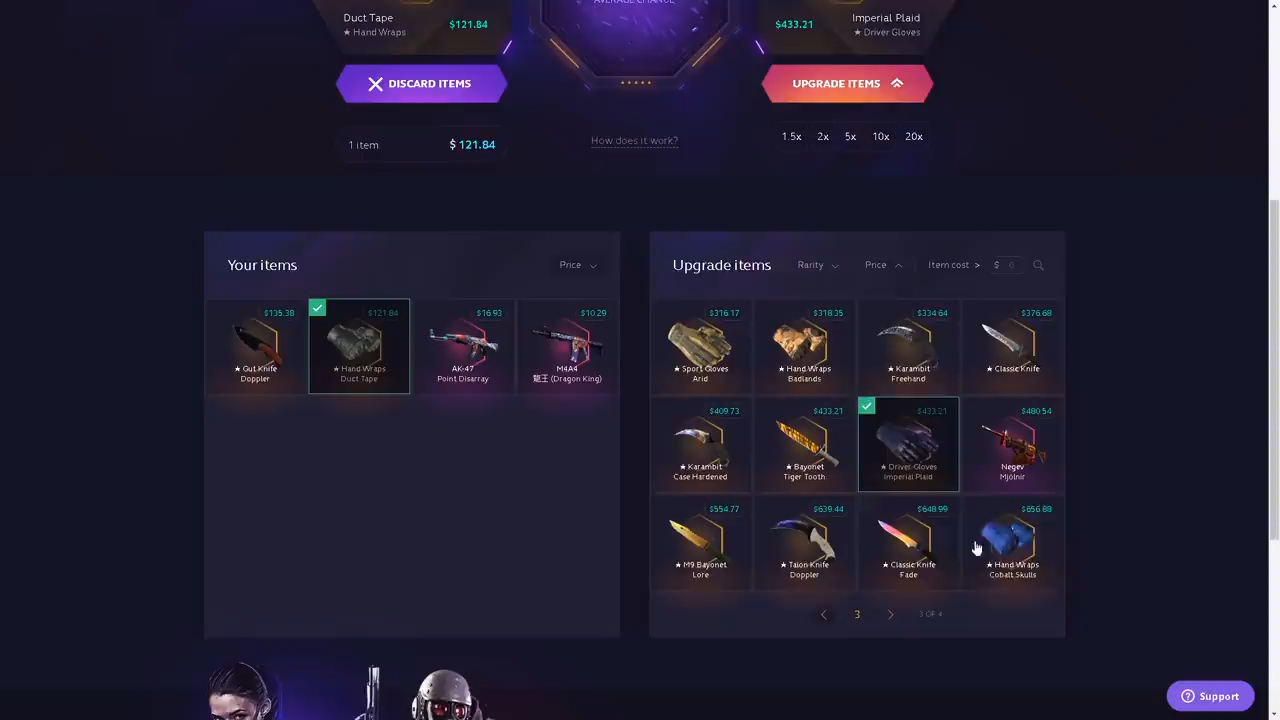 AVERAGE CHANCE
Duct Tape
★ Hand Wraps
$121.84
$433.21
Imperial Plaid
★ Driver Gloves
DISCARD ITEMS
UPGRADE ITEMS
1 item
$ 121.84
How does it work?
1.5x 2x 5x 10x 20x
Your items
Price
Upgrade items
Rarity
Price
Item cost >
$ 0
$135.38
★ Gut Knife
Doppler
$121.84
★ Hand Wraps
Duct Tape
$16.93
AK-47
Point Disarray
$10.29
M4A4
龍王 (Dragon King)
$316.17
★ Sport Gloves
Arid
$318.35
★ Hand Wraps
Badlands
$334.64
★ Karambit
Freehand
$376.68
★ Classic Knife
$409.73
★ Karambit
Case Hardened
$433.21
★ Bayonet
Tiger Tooth
$433.21
★ Driver Gloves
Imperial Plaid
$480.54
Negev
Mjölnir
$554.77
★ M9 Bayonet
Lore
$639.44
★ Talon Knife
Doppler
$648.99
★ Classic Knife
Fade
$656.88
★ Hand Wraps
Cobalt Skulls
3
3 OF 4
Support